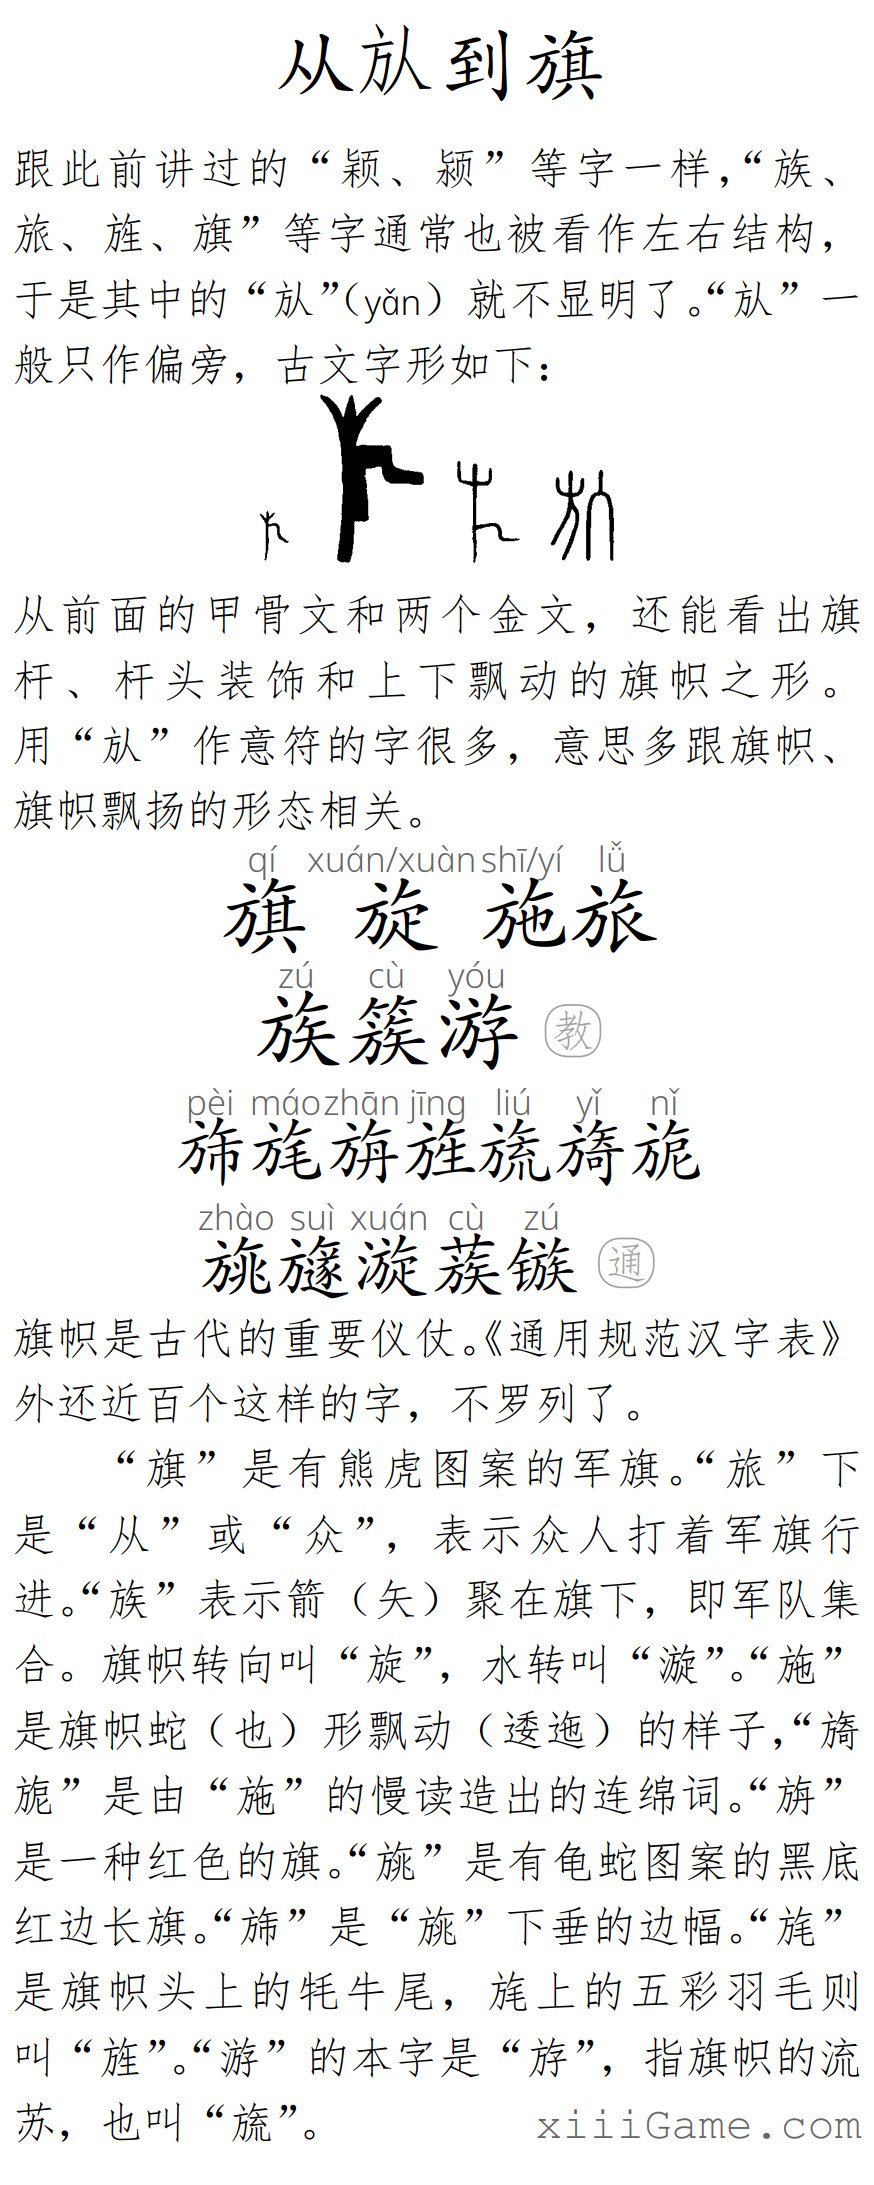 从㫃到旗
跟此前讲过的“颖、颍”等字一样，“族、
旅、旌、旗”等字通常也被看作左右结构，
于是其中的“㫃”（yǎn）就不显明了。“㫃”一
般只作偏旁，古文字形如下：
从前面的甲骨文和两个金文，还能看出旗
杆、杆头装饰和上下飘动的旗帜之形。
用“㫃”作意符的字很多，意思多跟旗帜、
旗帜飘扬的形态相关。
qí xuán/xuàn shī/yí lǚ
旗 旋 施 旅
zú cù yóu
族 簇 游 教
pèi máo zhān jīng liú yǐ nǐ
旆 旄 旃 旌 旒 旖 旎
zhào suì xuán cù zú
旐 旞 漩 蔟 镞 通
旗帜是古代的重要仪仗。《通用规范汉字表》
外还近百个这样的字，不罗列了。
“旗”是有熊虎图案的军旗。“旅”下
是“从”或“众”，表示众人打着军旗行
进。“族”表示箭（矢）聚在旗下，即军队集
合。旗帜转向叫“旋”，水转叫“漩”。“施”
是旗帜蛇（也）形飘动（逶迤）的样子，“旖
旎”是由“施”的慢读造出的连绵词。“旃”
是一种红色的旗。“旐”是有龟蛇图案的黑底
红边长旗。“旆”是“旐”下垂的边幅。“旄”
是旗帜头上的牦牛尾，旄上的五彩羽毛则
叫“旌”。“游”的本字是“斿”，指旗帜的流
苏，也叫“旒”。 xiiiGame.com